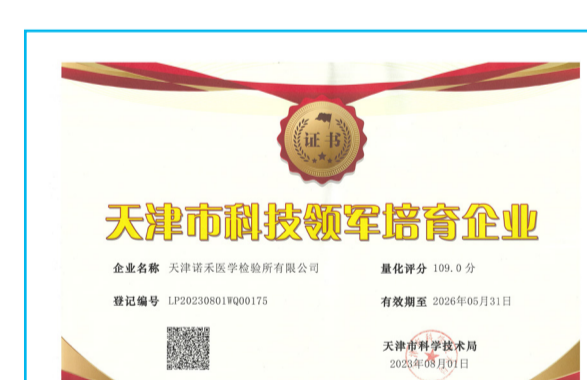 证书
天津市科技领军培育企业
企业名称 天津诺禾医学检验所有限公司
量化评分 109.0 分
登记编号 LP20230801WQ00175
有效期至 2026年05月31日
天津市科学技术局
2023年08月01日